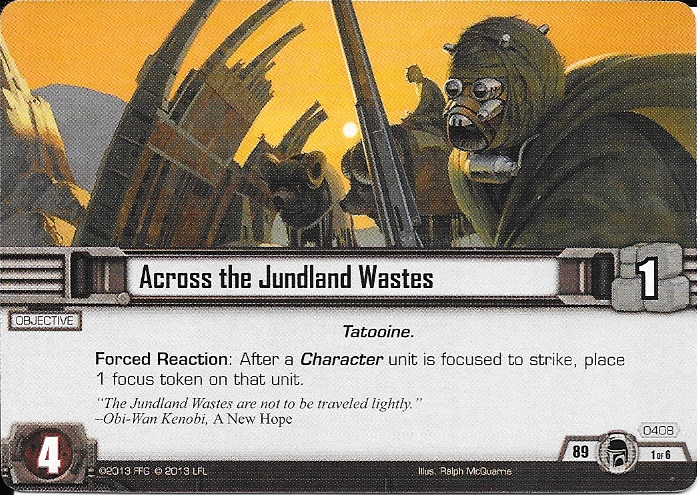 Across the Jundland Wastes
1
OBJECTIVE
Tatooine.
Forced Reaction: After a Character unit is focused to strike, place
1 focus token on that unit.
"The Jundland Wastes are not to be traveled lightly."
–Obi-Wan Kenobi, A New Hope
4
©2013 FFG © 2013 LFL
Illus. Ralph McQuarrie
89
0408
1 OF 6